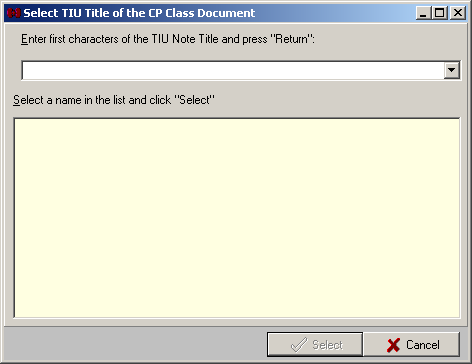 Select TIU Title of the CP Class Document
Enter first characters of the TIU Note Title and press "Return":
Select a name in the list and click "Select"
Select
Cancel